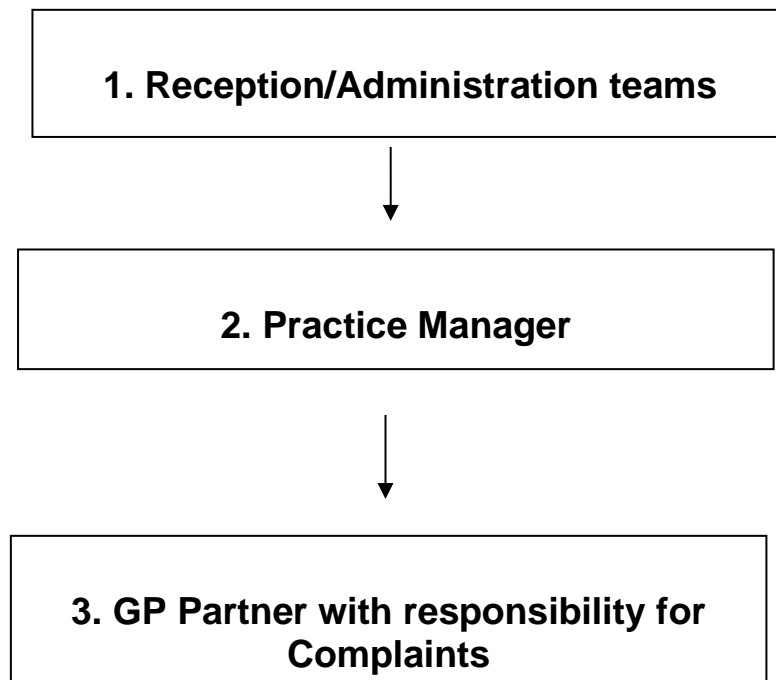 1. Reception/Administration teams
2. Practice Manager
3. GP Partner with responsibility for
Complaints